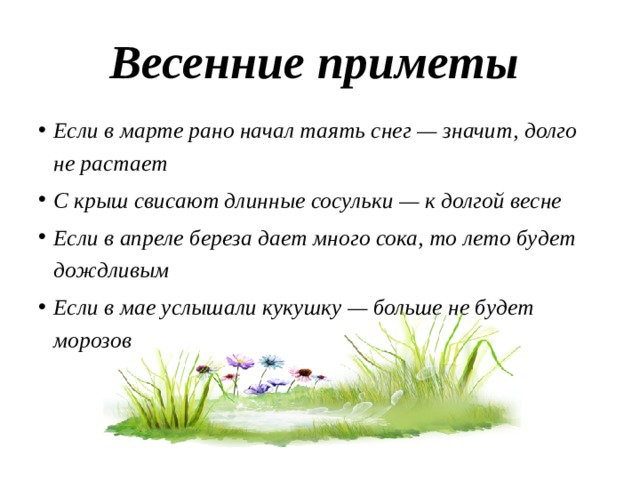 Весенние приметы
• Если в марте рано начал таять снег — значит, долго
не растает
• С крыш свисают длинные сосульки — к долгой весне
• Если в апреле береза дает много сока, то лето будет
дождливым
• Если в мае услышали кукушку — больше не будет
морозов